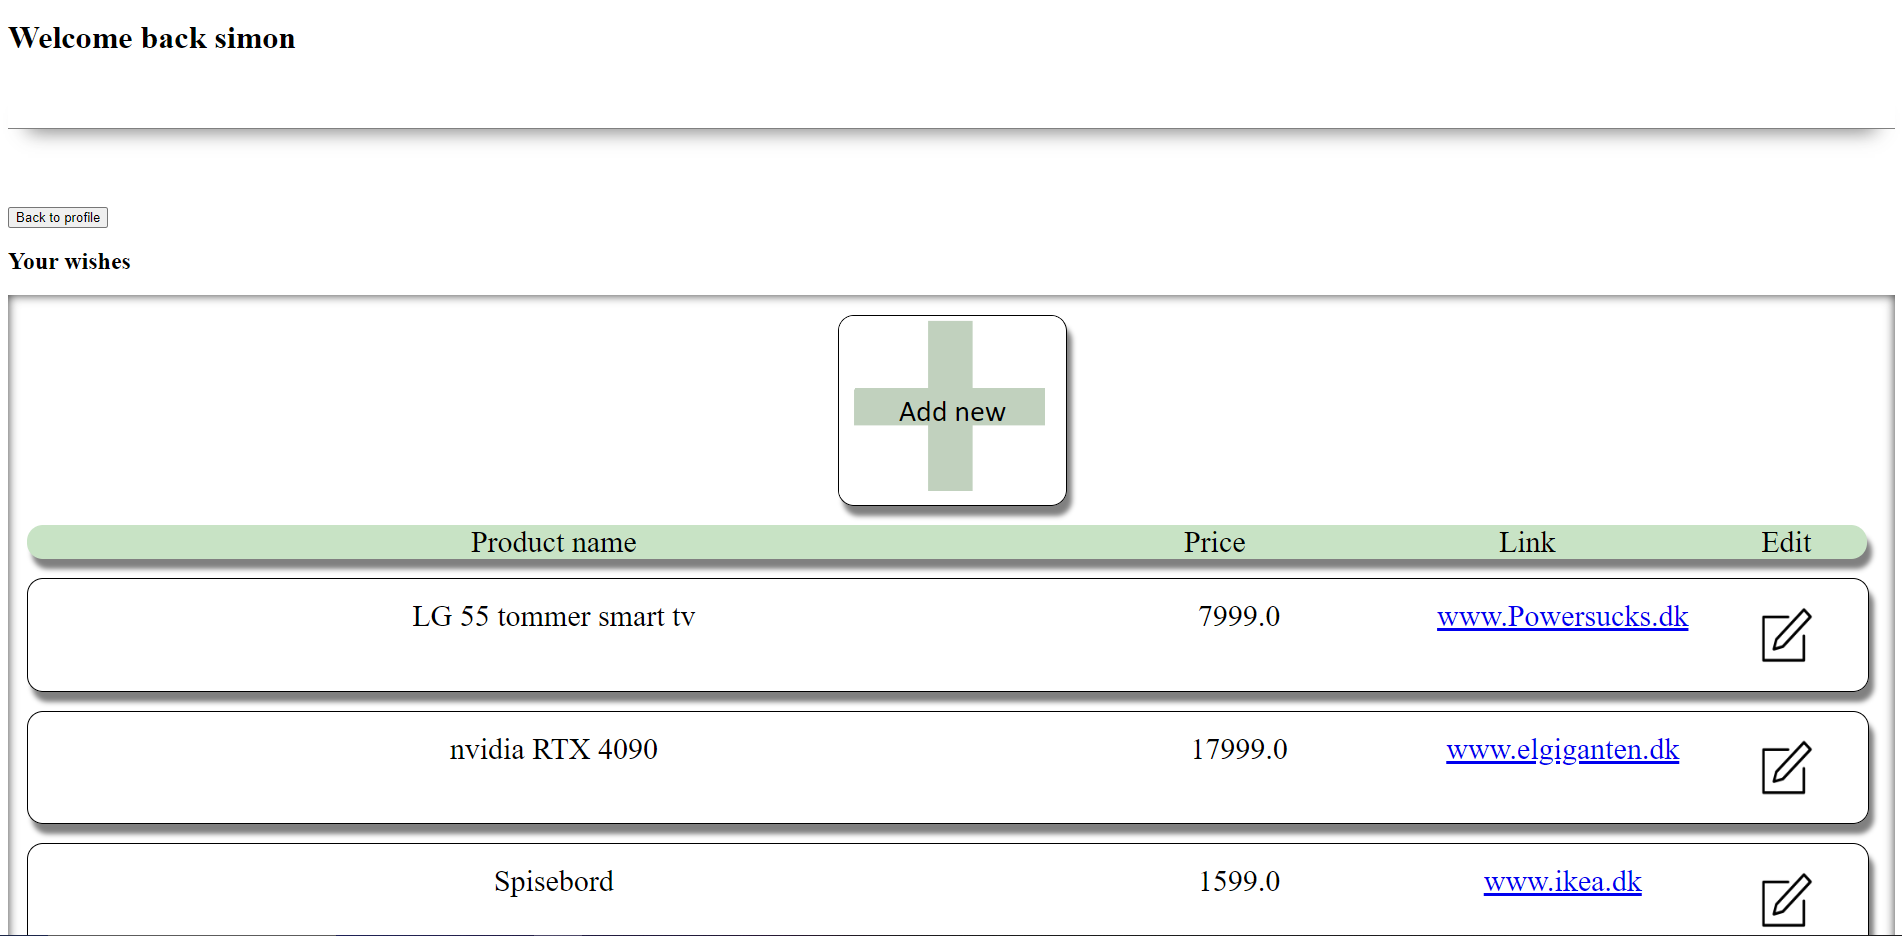 Welcome back simon
Back to profile
Your wishes
Add new
Product name Price Link Edit
LG 55 tommer smart tv 7999.0 www.Powersucks.dk
nvidia RTX 4090 17999.0 www.elgiganten.dk
Spisebord 1599.0 www.ikea.dk